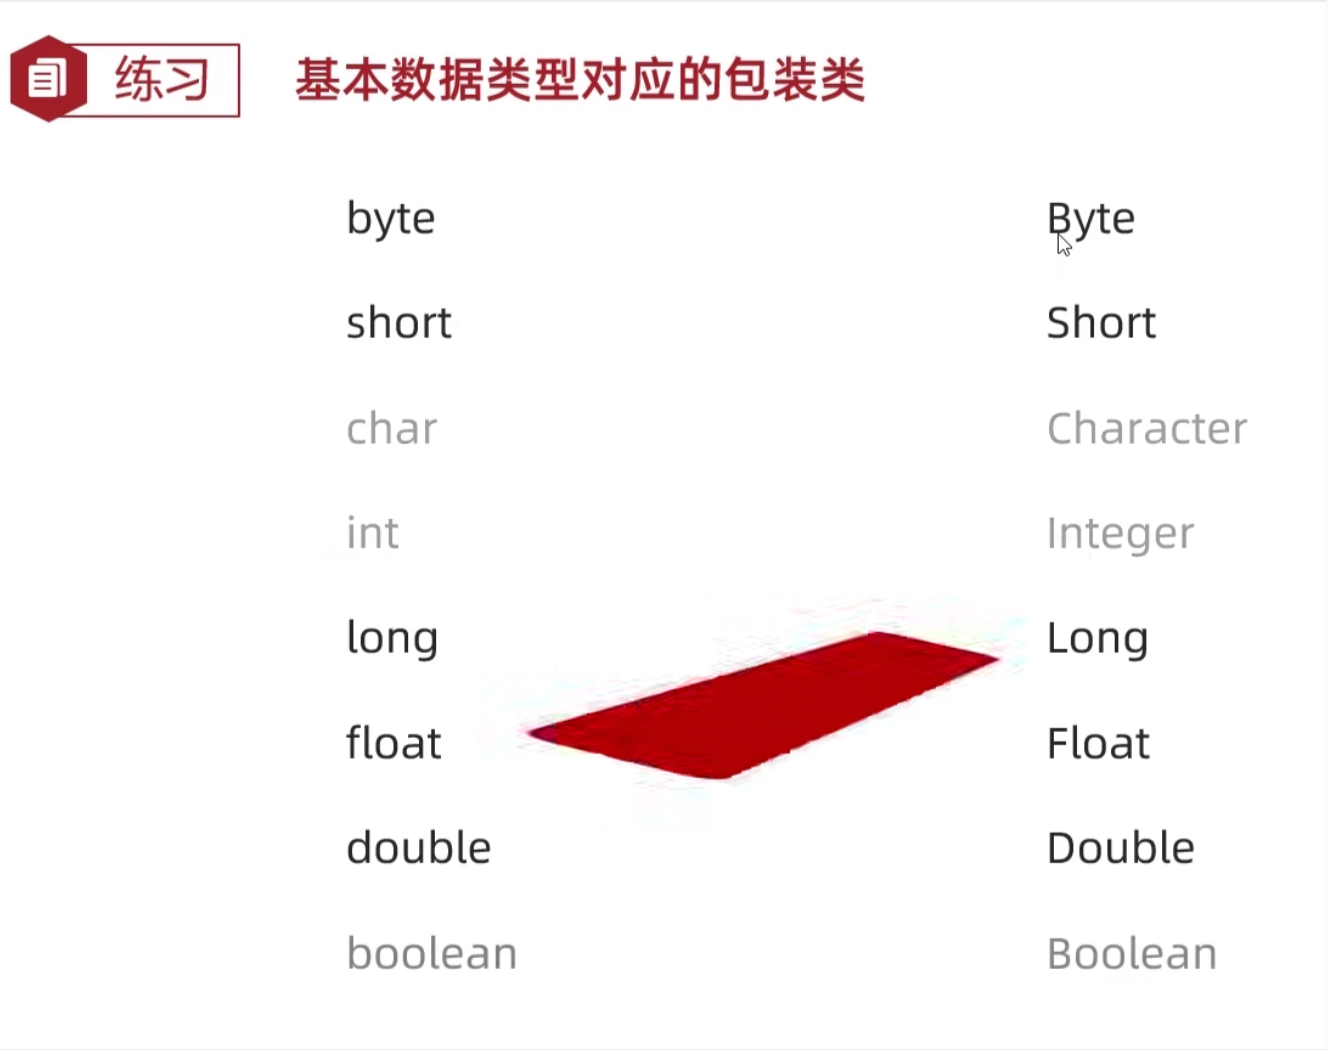 练习 基本数据类型对应的包装类
byte Byte
short Short
char Character
int Integer
long Long
float Float
double Double
boolean Boolean